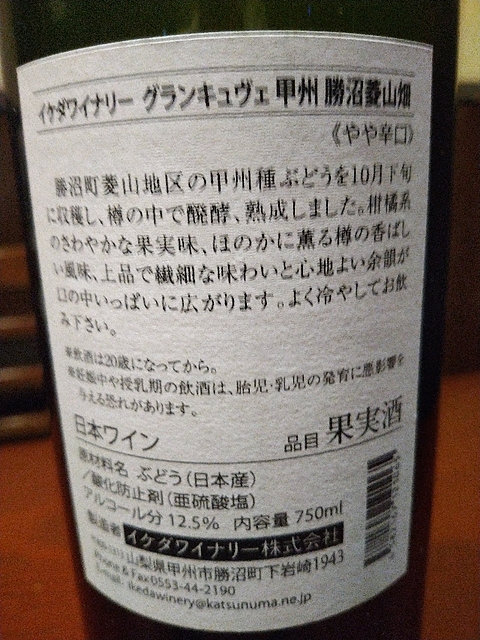 イケダワイナリー グランキュヴェ 甲州 勝沼菱山畑
《やや辛口》
勝沼町菱山地区の甲州種ぶどうを10月下旬
に収穫し、樽の中で醗酵、熟成しました。柑橘系
のさわやかな果実味、ほのかに薫る樽の香ばし
い風味、上品で繊細な味わいと心地よい余韻が
口の中いっぱいに広がります。よく冷やしてお飲
み下さい。
※飲酒は20歳になってから。
※妊娠中や授乳期の飲酒は、胎児・乳児の発育に悪影響を
与える恐れがあります。
日本ワイン 品目 果実酒
原材料名 ぶどう(日本産)
/酸化防止剤(亜硫酸塩)
アルコール分 12.5% 内容量 750ml
製造者 イケダワイナリー株式会社
山梨県甲州市勝沼町下岩崎1943
Phone & Fax 0553-44-2190
E-mail: ikedawinery@katsunuma.ne.jp